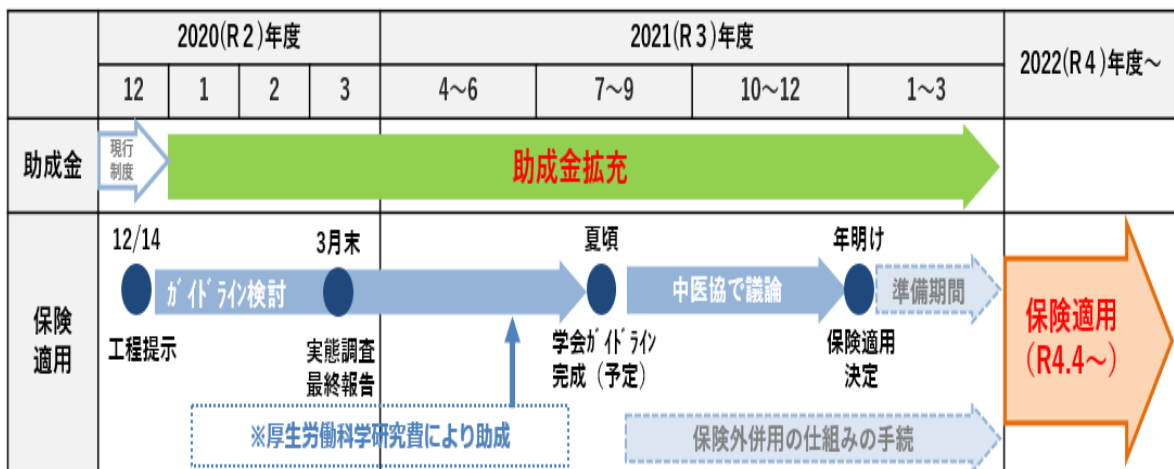 2020(R2)年度
2021(R3)年度
2022(R4)年度～
12
1
2
3
4～6
7～9
10～12
1～3
助成金
現行
制度
助成金拡充
保険
適用
12/14
3月末
夏頃
年明け
ｶﾞｲﾄﾞﾗｲﾝ検討
中医協で議論
準備期間
工程提示
実態調査
最終報告
学会ｶﾞｲﾄﾞﾗｲﾝ
完成（予定）
保険適用
決定
保険適用
(R4.4～)
※厚生労働科学研究費により助成
保険外併用の仕組みの手続